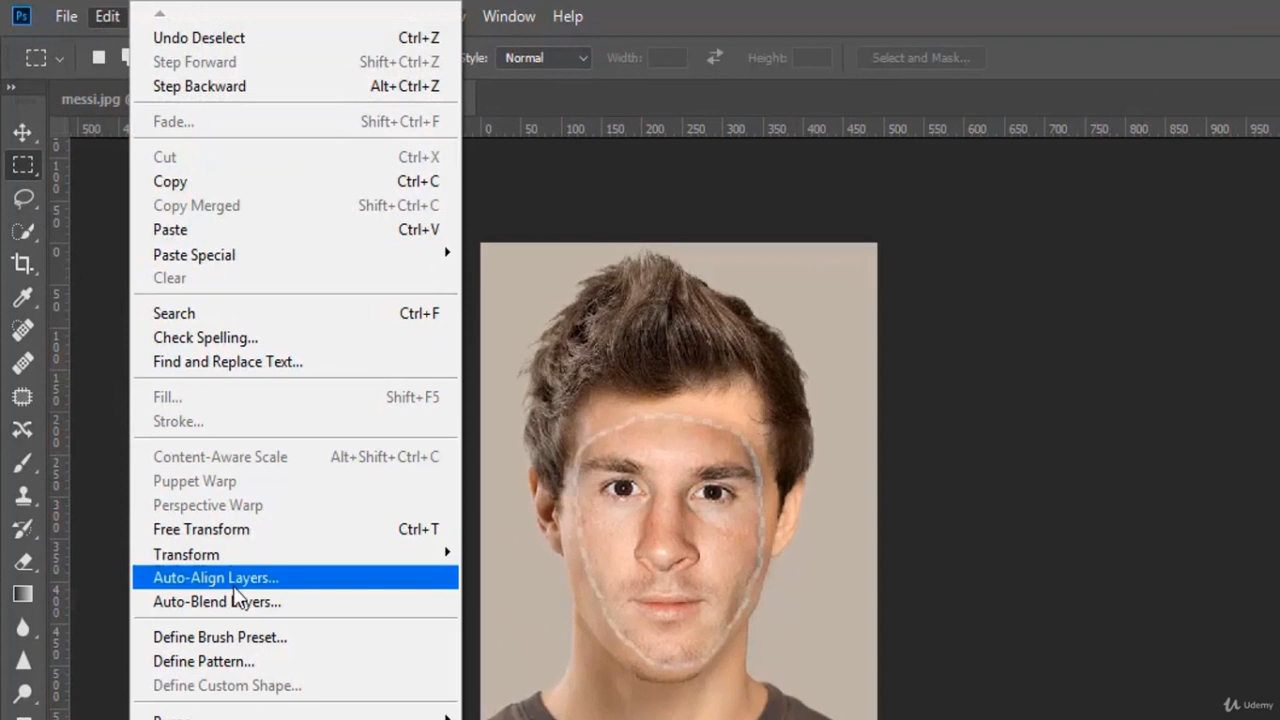 Ps File Edit Window Help
Style: Normal Width: Height: Select and Mask...
messi.jpg @
500 0 50 100 150 200 250 300 350 400 450 500 550 600 650 700 750 800 850 900 950
Undo Deselect Ctrl+Z
Step Forward Shift+Ctrl+Z
Step Backward Alt+Ctrl+Z
Fade... Shift+Ctrl+F
Cut Ctrl+X
Copy Ctrl+C
Copy Merged Shift+Ctrl+C
Paste Ctrl+V
Paste Special
Clear
Search Ctrl+F
Check Spelling...
Find and Replace Text...
Fill... Shift+F5
Stroke...
Content-Aware Scale Alt+Shift+Ctrl+C
Puppet Warp
Perspective Warp
Free Transform Ctrl+T
Transform
Auto-Align Layers...
Auto-Blend Layers...
Define Brush Preset...
Define Pattern...
Define Custom Shape...
Udemy